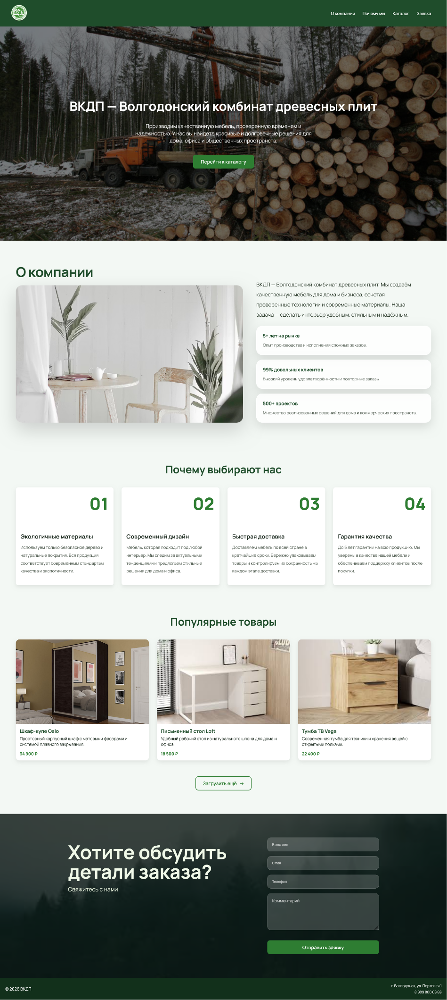 ВКДП
О компании
Почему мы
Каталог
Заявка
ВКДП — Волгодонский комбинат древесных плит
Производим качественную мебель, проверенную временем и
надежностью. У нас вы найдёте красивые и долговечные решения для
дома, офиса и общественных пространств.
Перейти к каталогу
О компании
ВКДП — Волгодонский комбинат древесных плит. Мы создаём
качественную мебель для дома и бизнеса, сочетая
проверенные технологии и современные материалы. Наша
задача — сделать интерьер удобным, стильным и надёжным.
5+ лет на рынке
Опыт производства и исполнения сложных заказов.
99% довольных клиентов
Высокий уровень удовлетворённости и повторные заказы.
500+ проектов
Множество реализованных решений для дома и коммерческих пространств.
Почему выбирают нас
01
Экологичные материалы
Используем только безопасное дерево и
натуральные покрытия. Вся продукция
соответствует современным стандартам
качества и экологичности.
02
Современный дизайн
Мебель, которая подходит под любой
интерьер. Мы следим за актуальными
тенденциями и предлагаем стильные
решения для дома и офиса.
03
Быстрая доставка
Доставляем мебель по всей стране в
кратчайшие сроки. Бережно упаковываем
товары и контролируем их сохранность на
каждом этапе доставки.
04
Гарантия качества
До 5 лет гарантии на всю продукцию. Мы
уверены в качестве нашей мебели и
обеспечиваем поддержку клиентов после
покупки.
Популярные товары
Шкаф-купе Oslo
Просторный корпусный шкаф с матовыми фасадами и
системой плавного закрывания.
34 900 ₽
Письменный стол Loft
Удобный рабочий стол из натурального шпона для дома и
офиса.
18 500 ₽
Тумба ТВ Vega
Современная тумба для техники и хранения вещей с
открытыми полками.
22 400 ₽
Загрузить ещё →
Хотите обсудить
детали заказа?
Свяжитесь с нами
Ваше имя
Email
Телефон
Комментарий
Отправить заявку
© 2026 ВКДП
г. Волгодонск, ул. Портовая 1
8 989 800 08 88